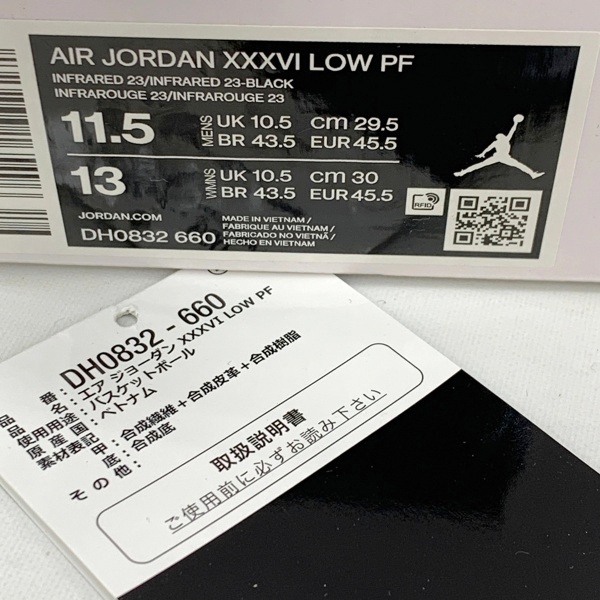 AIR JORDAN XXXVI LOW PF
INFRARED 23/INFRARED 23-BLACK
INFRAROUGE 23/INFRAROUGE 23
11.5 MENS UK 10.5 cm 29.5
BR 43.5 EUR 45.5
13 WMNS UK 10.5 cm 30
BR 43.5 EUR 45.5
RFID
JORDAN.COM
DH0832 660
MADE IN VIETNAM /
FABRIQUE AU VIETNAM /
FABRICADO NO VIETNÃ /
HECHO EN VIETNAM
品番: DH0832 - 660
品名: エア ジョーダン XXXVI LOW PF
使用用途: バスケットボール
原産国: ベトナム
素材表記: 甲: 合成繊維+合成皮革+合成樹脂
底: 合成底
その他:
取扱説明書
ご使用前に必ずお読み下さい